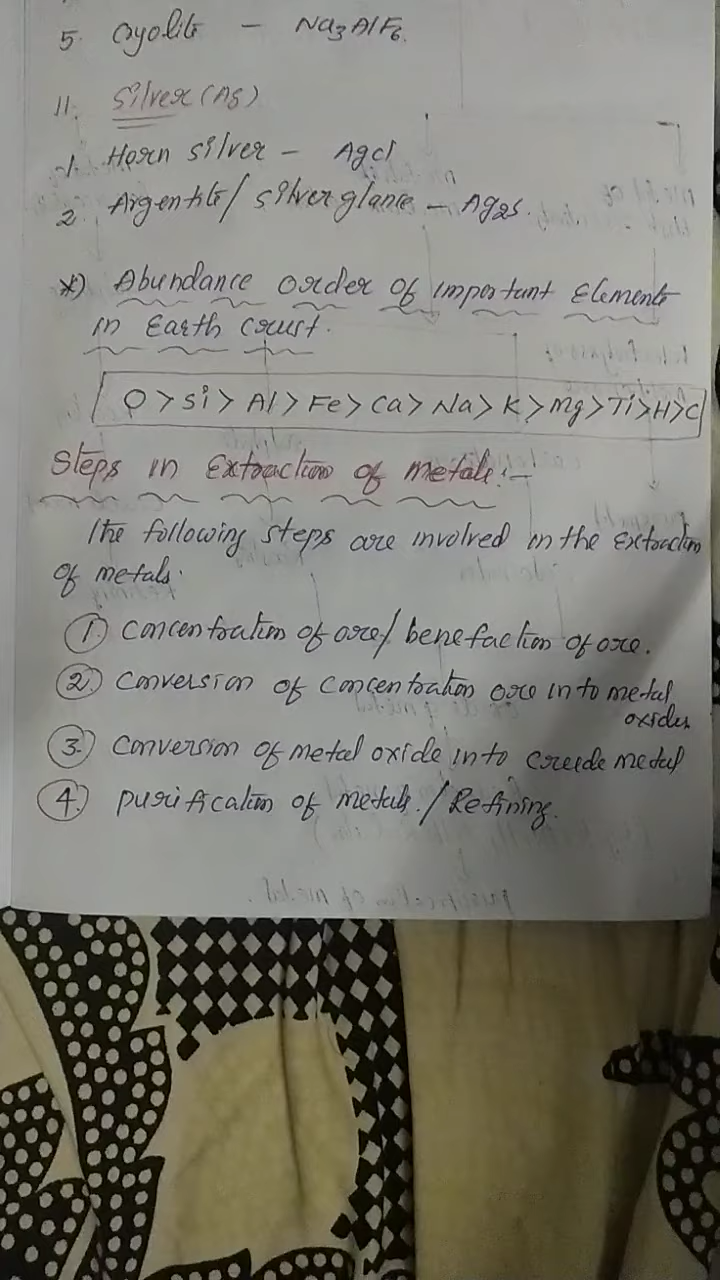 5. Cryolite - Na3AlF6.
11. Silver (Ag)
1. Horn silver - Agcl
2. Argentite/ silver glance - Ag2s.
*) Abundance order of important Elements
in Earth crust.
O > Si > Al > Fe > Ca > Na > K > Mg > Ti > H > C
Steps in Extraction of metals:-
The following steps are involved in the extraction
of metals.
① concentration of ore/ benefaction of ore.
② conversion of concentration ore in to metal
oxides
③ conversion of metal oxide into crude metal
④ purification of metals./ Refining.